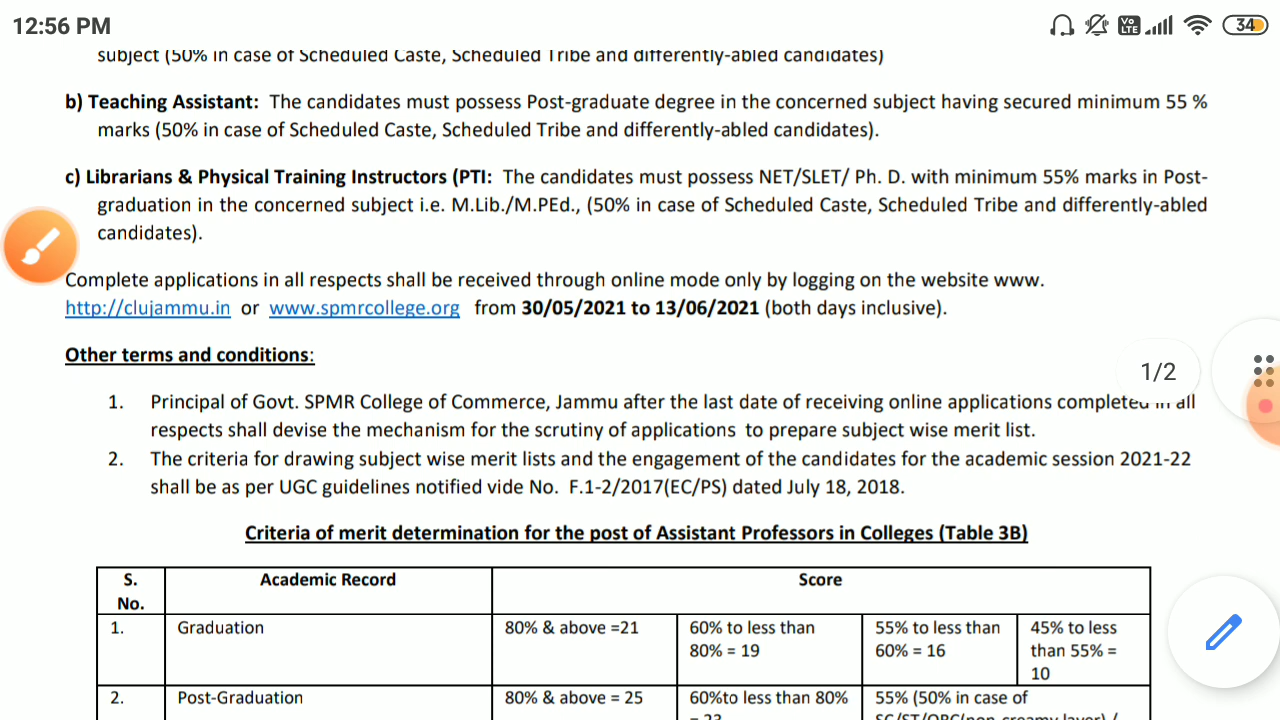 12:56 PM
Vo LTE
34
subject (50% in case of Scheduled Caste, Scheduled Tribe and differently-abled candidates)
b) Teaching Assistant: The candidates must possess Post-graduate degree in the concerned subject having secured minimum 55 %
marks (50% in case of Scheduled Caste, Scheduled Tribe and differently-abled candidates).
c) Librarians & Physical Training Instructors (PTI: The candidates must possess NET/SLET/ Ph. D. with minimum 55% marks in Post-
graduation in the concerned subject i.e. M.Lib./M.PEd., (50% in case of Scheduled Caste, Scheduled Tribe and differently-abled
candidates).
Complete applications in all respects shall be received through online mode only by logging on the website www.
http://clujammu.in or www.spmrcollege.org from 30/05/2021 to 13/06/2021 (both days inclusive).
Other terms and conditions:
1/2
1. Principal of Govt. SPMR College of Commerce, Jammu after the last date of receiving online applications completed in all
respects shall devise the mechanism for the scrutiny of applications to prepare subject wise merit list.
2. The criteria for drawing subject wise merit lists and the engagement of the candidates for the academic session 2021-22
shall be as per UGC guidelines notified vide No. F.1-2/2017(EC/PS) dated July 18, 2018.
Criteria of merit determination for the post of Assistant Professors in Colleges (Table 3B)
S. No. Academic Record Score
1. Graduation 80% & above =21 60% to less than 80% = 19 55% to less than 60% = 16 45% to less than 55% = 10
2. Post-Graduation 80% & above = 25 60%to less than 80% = 23 55% (50% in case of SC/ST/OBC(non-creamy layer) /